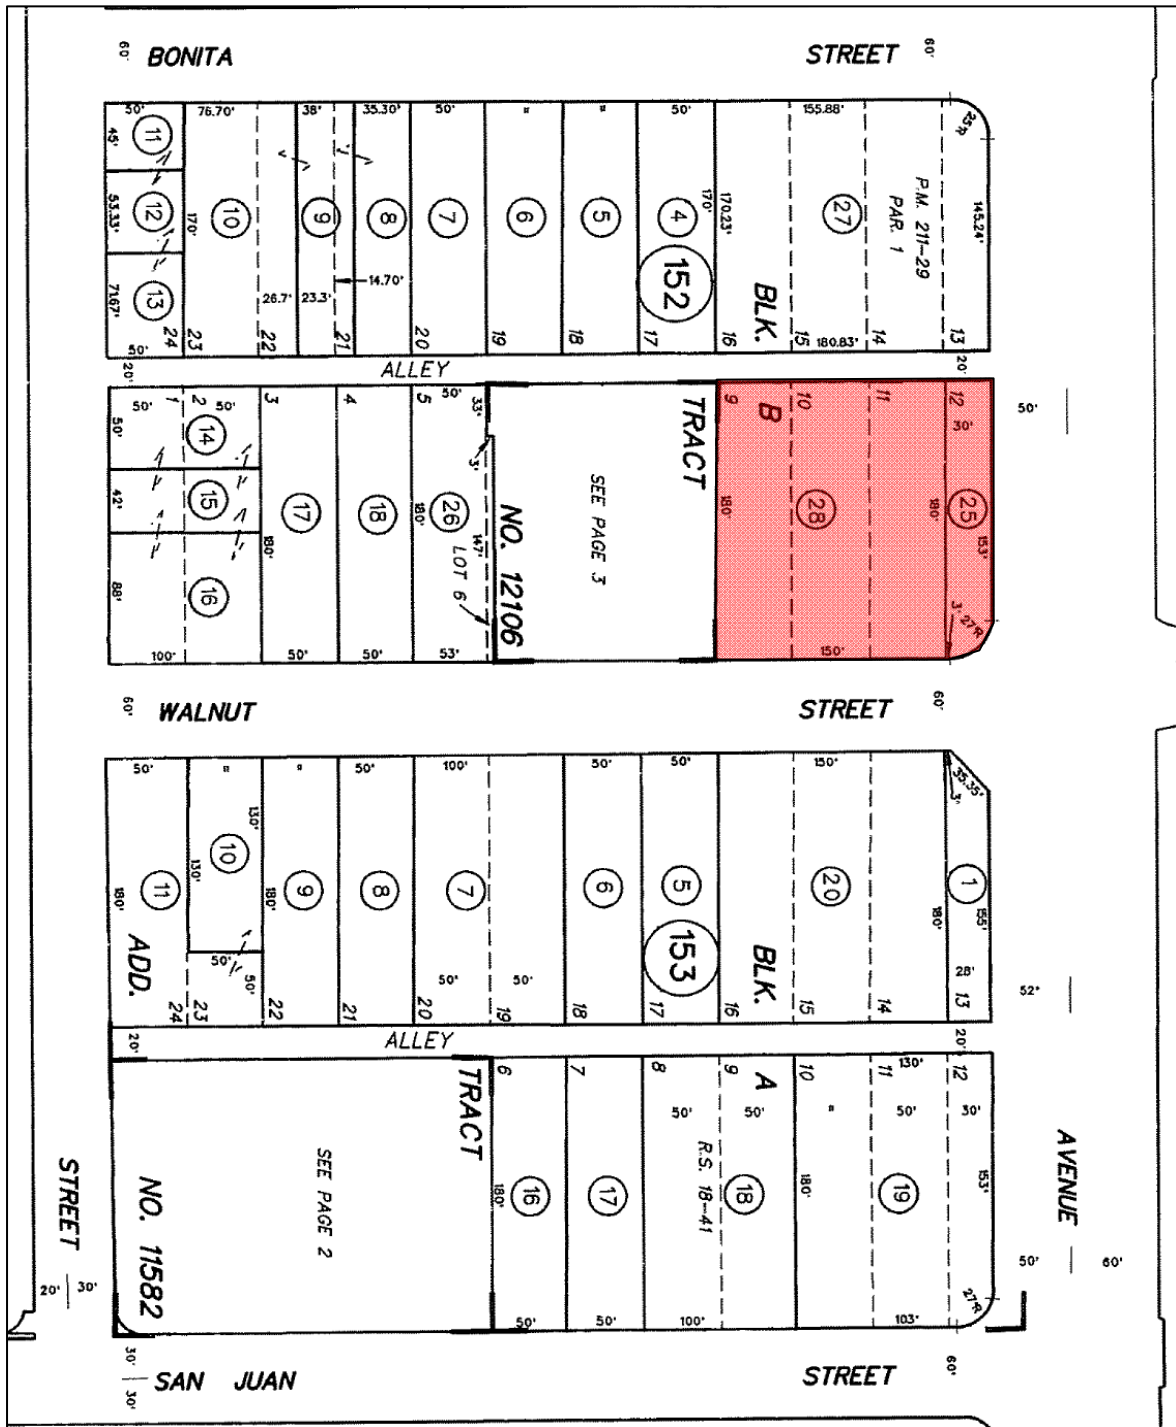 60' BONITA STREET 60'
50' 76.70' 38' 35.30' 50' " " 50' 155.88' 25'R
11 45'
12 53.33' 170' 10 9 8 7 6 5 4 170' 170.23' 27 P.M. 211-29 145.24'
PAR. 1
152
13 71.67' 26.7' 23.3' 14.70' BLK.
50' 24 23 22 21 20 19 18 17 16 15 180.83' 14 13
20' ALLEY 20'
50' 1 2 50' 3 4 5 50' 33' TRACT 9 B 10 11 12 50'
50' 14 3' 30'
42' 15 17 18 26 180' 147' NO. 12106 SEE PAGE 3 180' 28 180' 25 153'
180' LOT 6
88' 16 3' 27'R
100' 50' 50' 53' 150'
60' WALNUT STREET 60'
50' " " 50' 100' 50' 50' 150' 35.35'
3'
130' 130' 10
180' 11 180' 9 8 7 6 5 20 180' 1 155'
153
ADD. 50' 50' 50' 50' BLK. 28'
24 23 22 21 20 19 18 17 16 15 14 13 52'
20' ALLEY 20'
TRACT 6 7 8 9 A 10 11 130' 12
50' 50' " 50' 30'
STREET NO. 11582 SEE PAGE 2 180' 16 17 R.S. 18-41 18 180' 19 153' AVENUE
20' 30' 50' 60'
50' 50' 100' 103' 27'R
30' 30' SAN JUAN STREET 60'